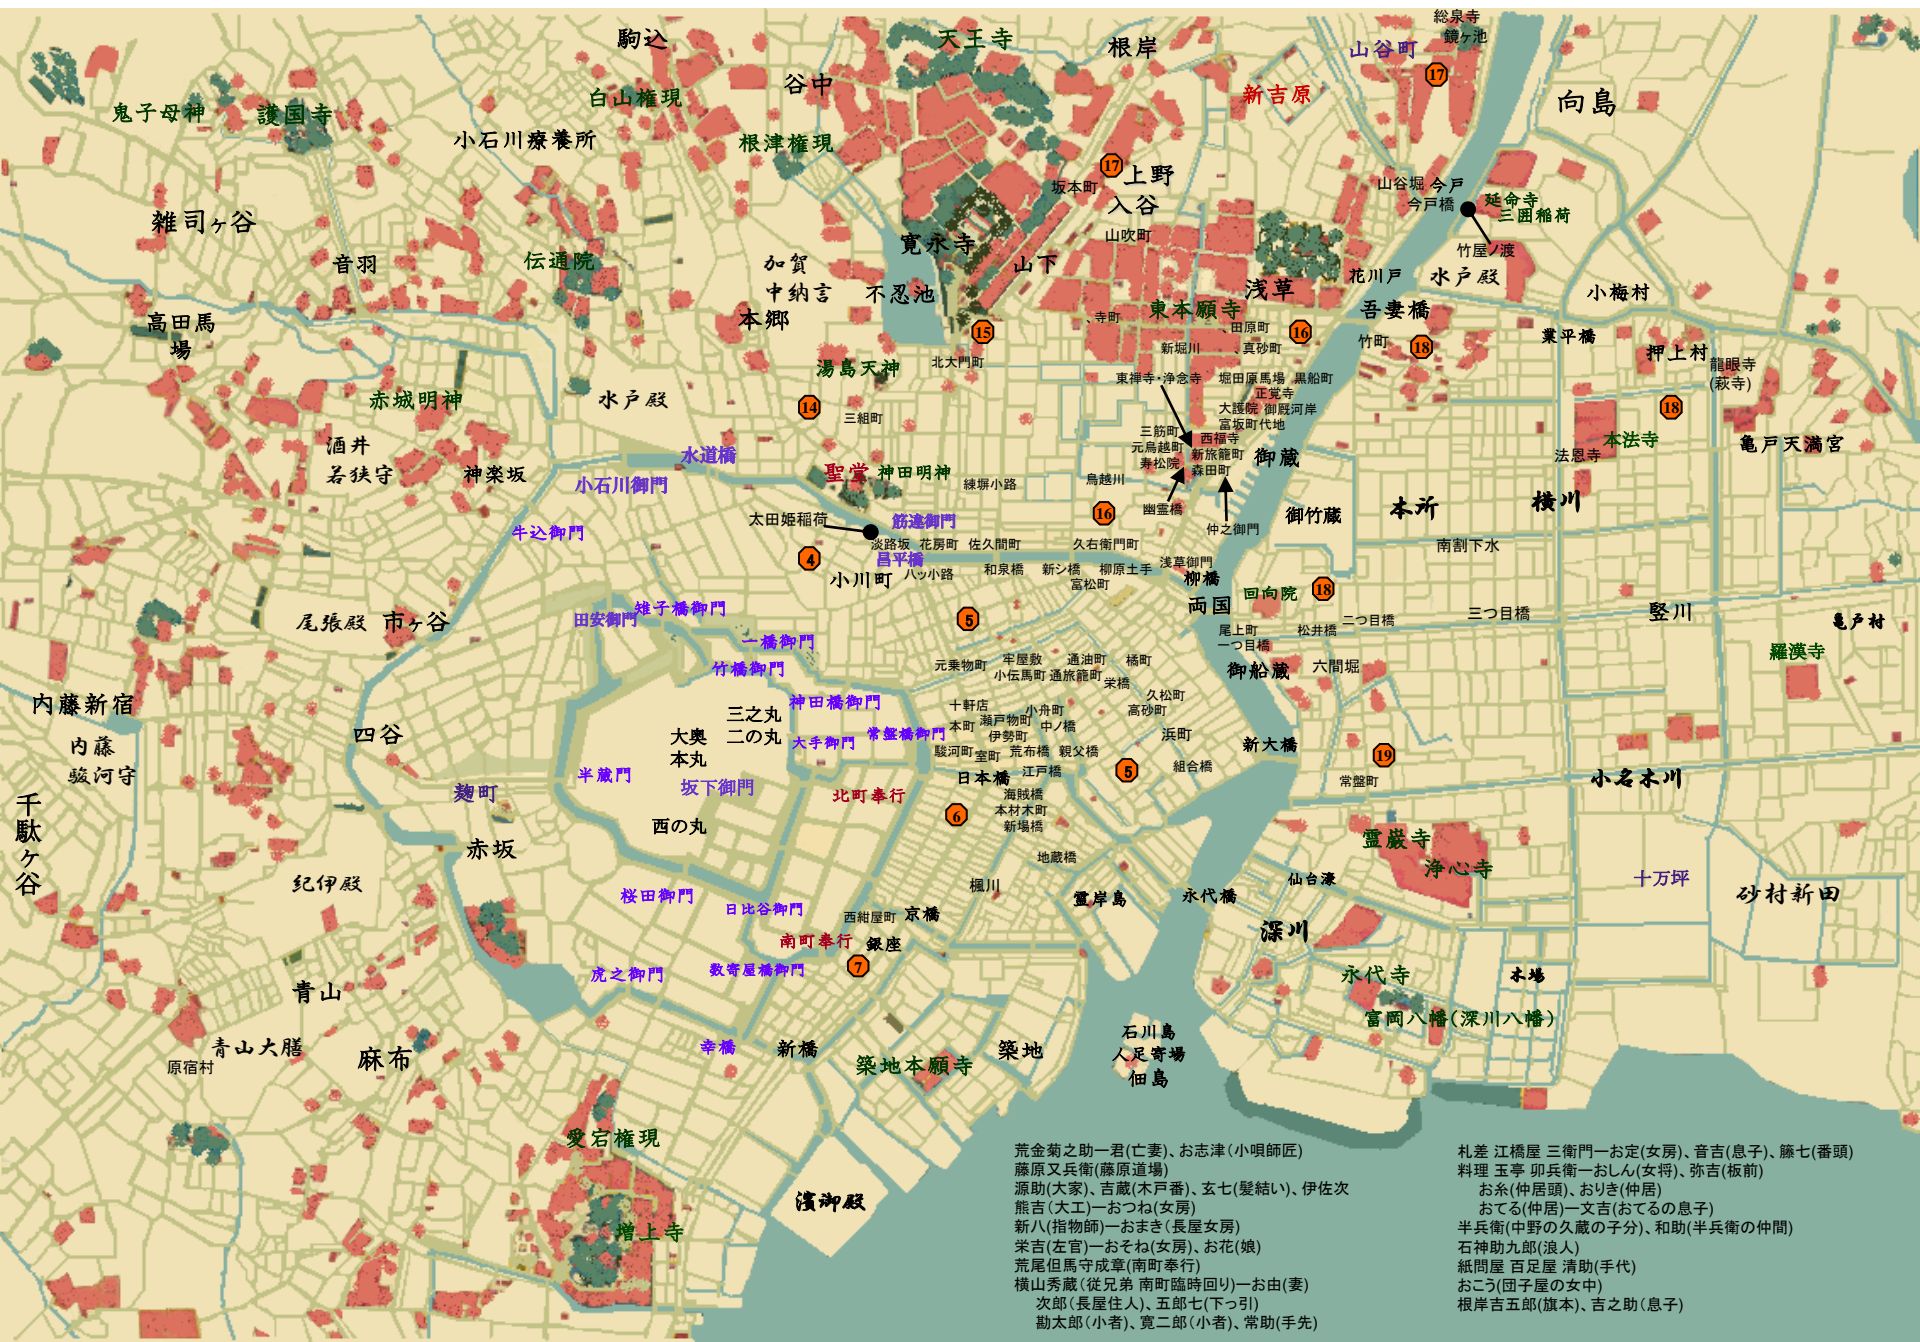 総泉寺
鏡ヶ池
駒込
天王寺
根岸
山谷町
17
谷中
新吉原
向島
鬼子母神
護国寺
白山権現
小石川療養所
根津権現
17
上野
坂本町
入谷
山谷堀
今戸
今戸橋
延命寺
三囲稲荷
雑司ヶ谷
音羽
伝通院
寛永寺
山吹町
竹屋ノ渡
加賀
中納言
山下
浅草
花川戸
水戸殿
不忍池
小梅村
高田馬
場
本郷
、寺町
東本願寺
吾妻橋
15
、田原町
16
竹町
18
業平橋
押上村
新堀川
、真砂町
龍眼寺
(萩寺)
湯島天神
北大門町
東禅寺・浄念寺
堀田原馬場
黒船町
赤城明神
水戸殿
14
三組町
正覚寺
大護院
御厩河岸
富坂町代地
18
三筋町
元鳥越町
寿松院
西福寺
新旅籠町
森田町
本法寺
法恩寺
亀戸天満宮
酒井
若狭守
神楽坂
水道橋
小石川御門
聖堂
神田明神
練塀小路
鳥越川
御蔵
幽霊橋
16
御竹蔵
本所
横川
牛込御門
太田姫稲荷
筋違御門
淡路坂
花房町
佐久間町
久右衛門町
仲之御門
南割下水
4
昌平橋
小川町
八ッ小路
和泉橋
新シ橋
柳原土手
富松町
浅草御門
柳橋
回向院
18
両国
尾張殿
市ヶ谷
田安御門
雉子橋御門
一橋御門
5
尾上町
一つ目橋
松井橋
二つ目橋
三つ目橋
竪川
亀戸村
竹橋御門
元乗物町
牢屋敷
小伝馬町
通油町
通旅籠町
橘町
栄橋
御船蔵
六間堀
羅漢寺
内藤新宿
四谷
神田橋御門
三之丸
二の丸
大奥
本丸
大手御門
常盤橋御門
十軒店
本町
瀬戸物町
伊勢町
小舟町
中ノ橋
久松町
高砂町
浜町
新大橋
内藤
駿河守
半蔵門
坂下御門
駿河町
室町
荒布橋
親父橋
日本橋
江戸橋
5
組合橋
19
常盤町
小名木川
千駄ヶ谷
麹町
北町奉行
海賊橋
本材木町
新場橋
6
西の丸
赤坂
地蔵橋
霊巌寺
浄心寺
紀伊殿
桜田御門
日比谷御門
楓川
霊岸島
永代橋
仙台濠
十万坪
砂村新田
西紺屋町
京橋
南町奉行
銀座
深川
7
虎之御門
数寄屋橋御門
永代寺
木場
青山
富岡八幡(深川八幡)
青山大膳
麻布
原宿村
幸橋
新橋
築地本願寺
築地
石川島
人足寄場
佃島
愛宕権現
濱御殿
増上寺
荒金菊之助―君(亡妻)、お志津(小唄師匠)
藤原又兵衛(藤原道場)
源助(大家)、吉蔵(木戸番)、玄七(髪結い)、伊佐次
熊吉(大工)―おつね(女房)
新八(指物師)―おまき(長屋女房)
栄吉(左官)―おそね(女房)、お花(娘)
荒尾但馬守成章(南町奉行)
横山秀蔵(従兄弟 南町臨時回り)―お由(妻)
次郎(長屋住人)、五郎七(下っ引)
勘太郎(小者)、寛二郎(小者)、常助(手先)
札差 江橋屋 三衛門―お定(女房)、音吉(息子)、籐七(番頭)
料理 玉亭 卯兵衛―おしん(女将)、弥吉(板前)
お糸(仲居頭)、おりき(仲居)
おてる(仲居)―文吉(おてるの息子)
半兵衛(中野の久蔵の子分)、和助(半兵衛の仲間)
石神助九郎(浪人)
紙問屋 百足屋 清助(手代)
おこう(団子屋の女中)
根岸吉五郎(旗本)、吉之助(息子)